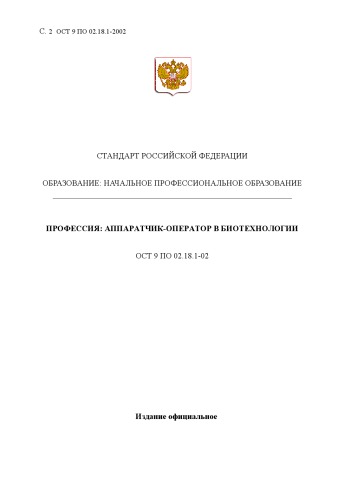 С. 2 ОСТ 9 ПО 02.18.1-2002
СТАНДАРТ РОССИЙСКОЙ ФЕДЕРАЦИИ
ОБРАЗОВАНИЕ: НАЧАЛЬНОЕ ПРОФЕССИОНАЛЬНОЕ ОБРАЗОВАНИЕ
ПРОФЕССИЯ: АППАРАТЧИК-ОПЕРАТОР В БИОТЕХНОЛОГИИ
ОСТ 9 ПО 02.18.1-02
Издание официальное